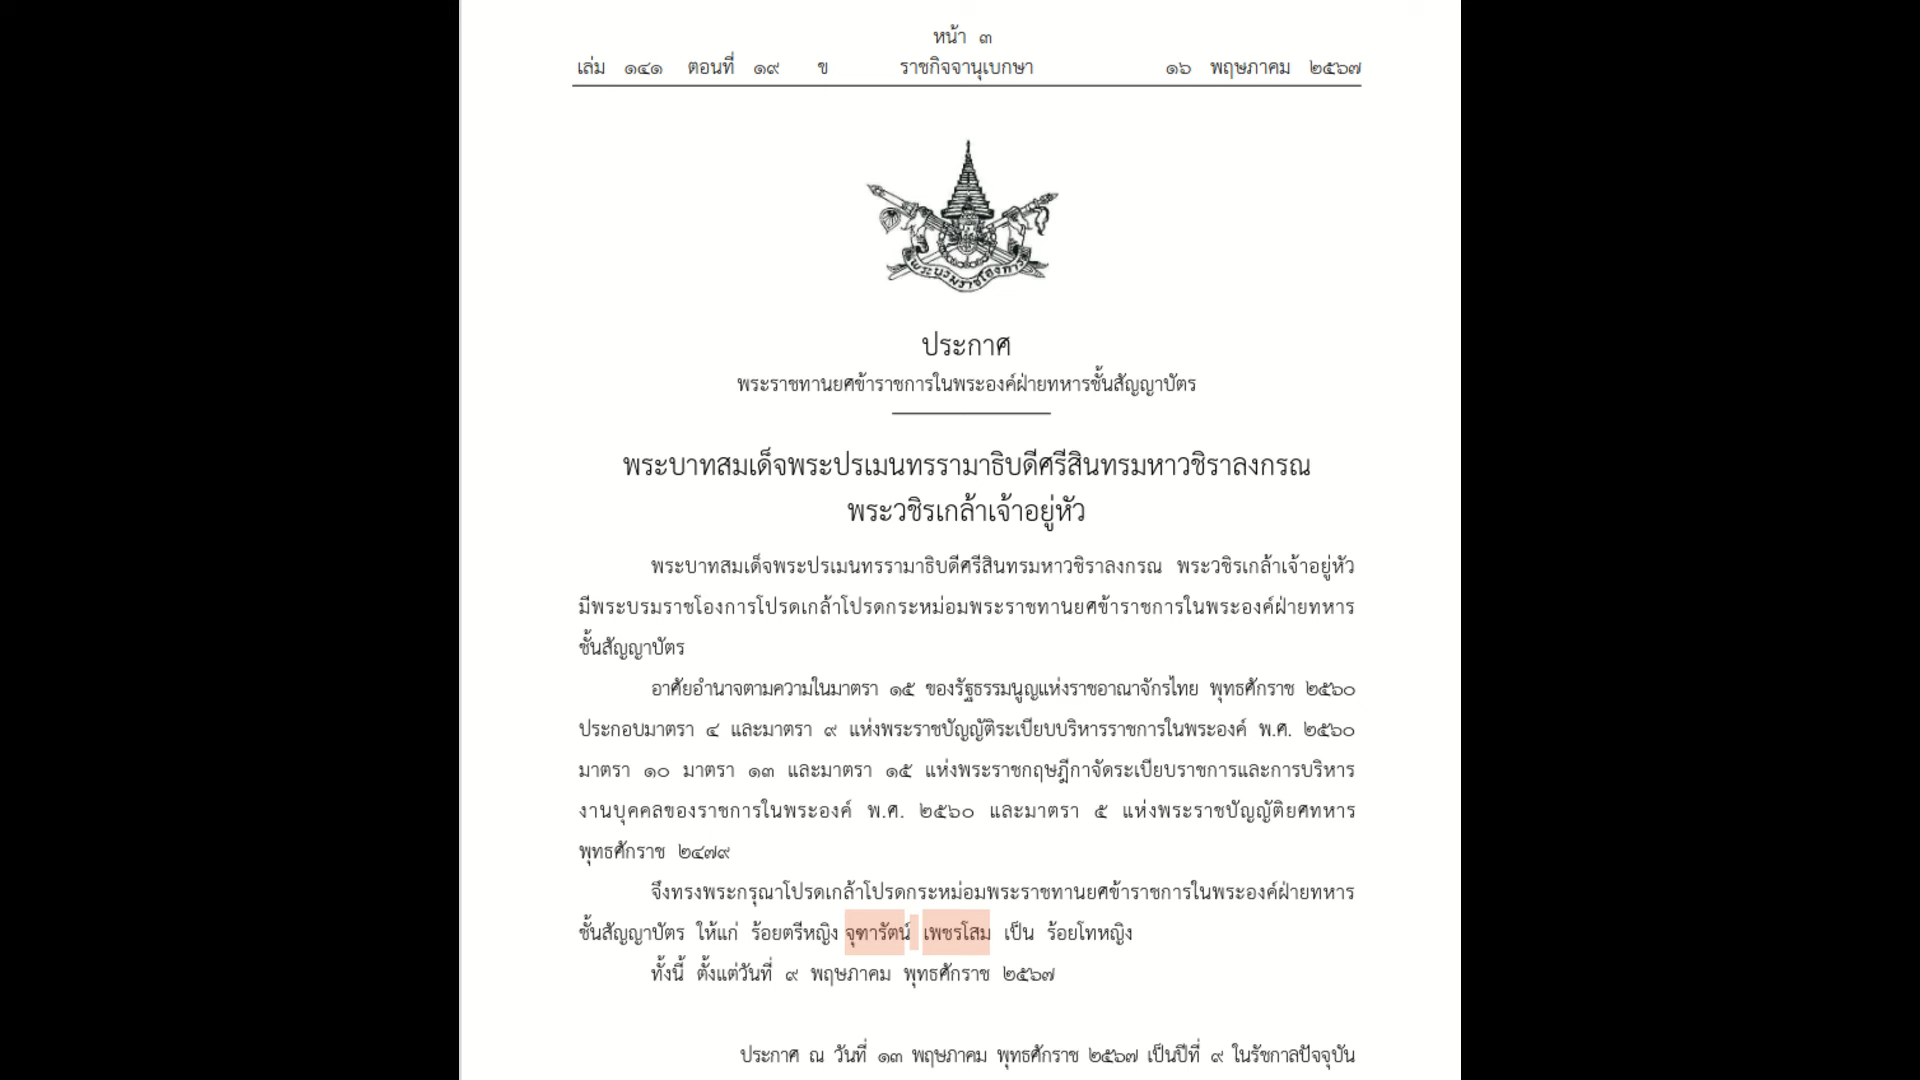 หน้า ๓
เล่ม ๑๔๑ ตอนที่ ๑๙ ข ราชกิจจานุเบกษา ๑๖ พฤษภาคม ๒๕๖๗
พระบรมราชโองการ
ประกาศ
พระราชทานยศข้าราชการในพระองค์ฝ่ายทหารชั้นสัญญาบัตร
พระบาทสมเด็จพระปรเมนทรรามาธิบดีศรีสินทรมหาวชิราลงกรณ
พระวชิรเกล้าเจ้าอยู่หัว
พระบาทสมเด็จพระปรเมนทรรามาธิบดีศรีสินทรมหาวชิราลงกรณ พระวชิรเกล้าเจ้าอยู่หัว
มีพระบรมราชโองการโปรดเกล้าโปรดกระหม่อมพระราชทานยศข้าราชการในพระองค์ฝ่ายทหาร
ชั้นสัญญาบัตร
อาศัยอำนาจตามความในมาตรา ๑๕ ของรัฐธรรมนูญแห่งราชอาณาจักรไทย พุทธศักราช ๒๕๖๐
ประกอบมาตรา ๔ และมาตรา ๙ แห่งพระราชบัญญัติระเบียบบริหารราชการในพระองค์ พ.ศ. ๒๕๖๐
มาตรา ๑๐ มาตรา ๑๓ และมาตรา ๑๕ แห่งพระราชกฤษฎีกาจัดระเบียบราชการและการบริหาร
งานบุคคลของราชการในพระองค์ พ.ศ. ๒๕๖๐ และมาตรา ๕ แห่งพระราชบัญญัติยศทหาร
พุทธศักราช ๒๔๗๙
จึงทรงพระกรุณาโปรดเกล้าโปรดกระหม่อมพระราชทานยศข้าราชการในพระองค์ฝ่ายทหาร
ชั้นสัญญาบัตร ให้แก่ ร้อยตรีหญิง จุฑารัตน์ เพชรโสม เป็น ร้อยโทหญิง
ทั้งนี้ ตั้งแต่วันที่ ๙ พฤษภาคม พุทธศักราช ๒๕๖๗
ประกาศ ณ วันที่ ๑๓ พฤษภาคม พุทธศักราช ๒๕๖๗ เป็นปีที่ ๙ ในรัชกาลปัจจุบัน